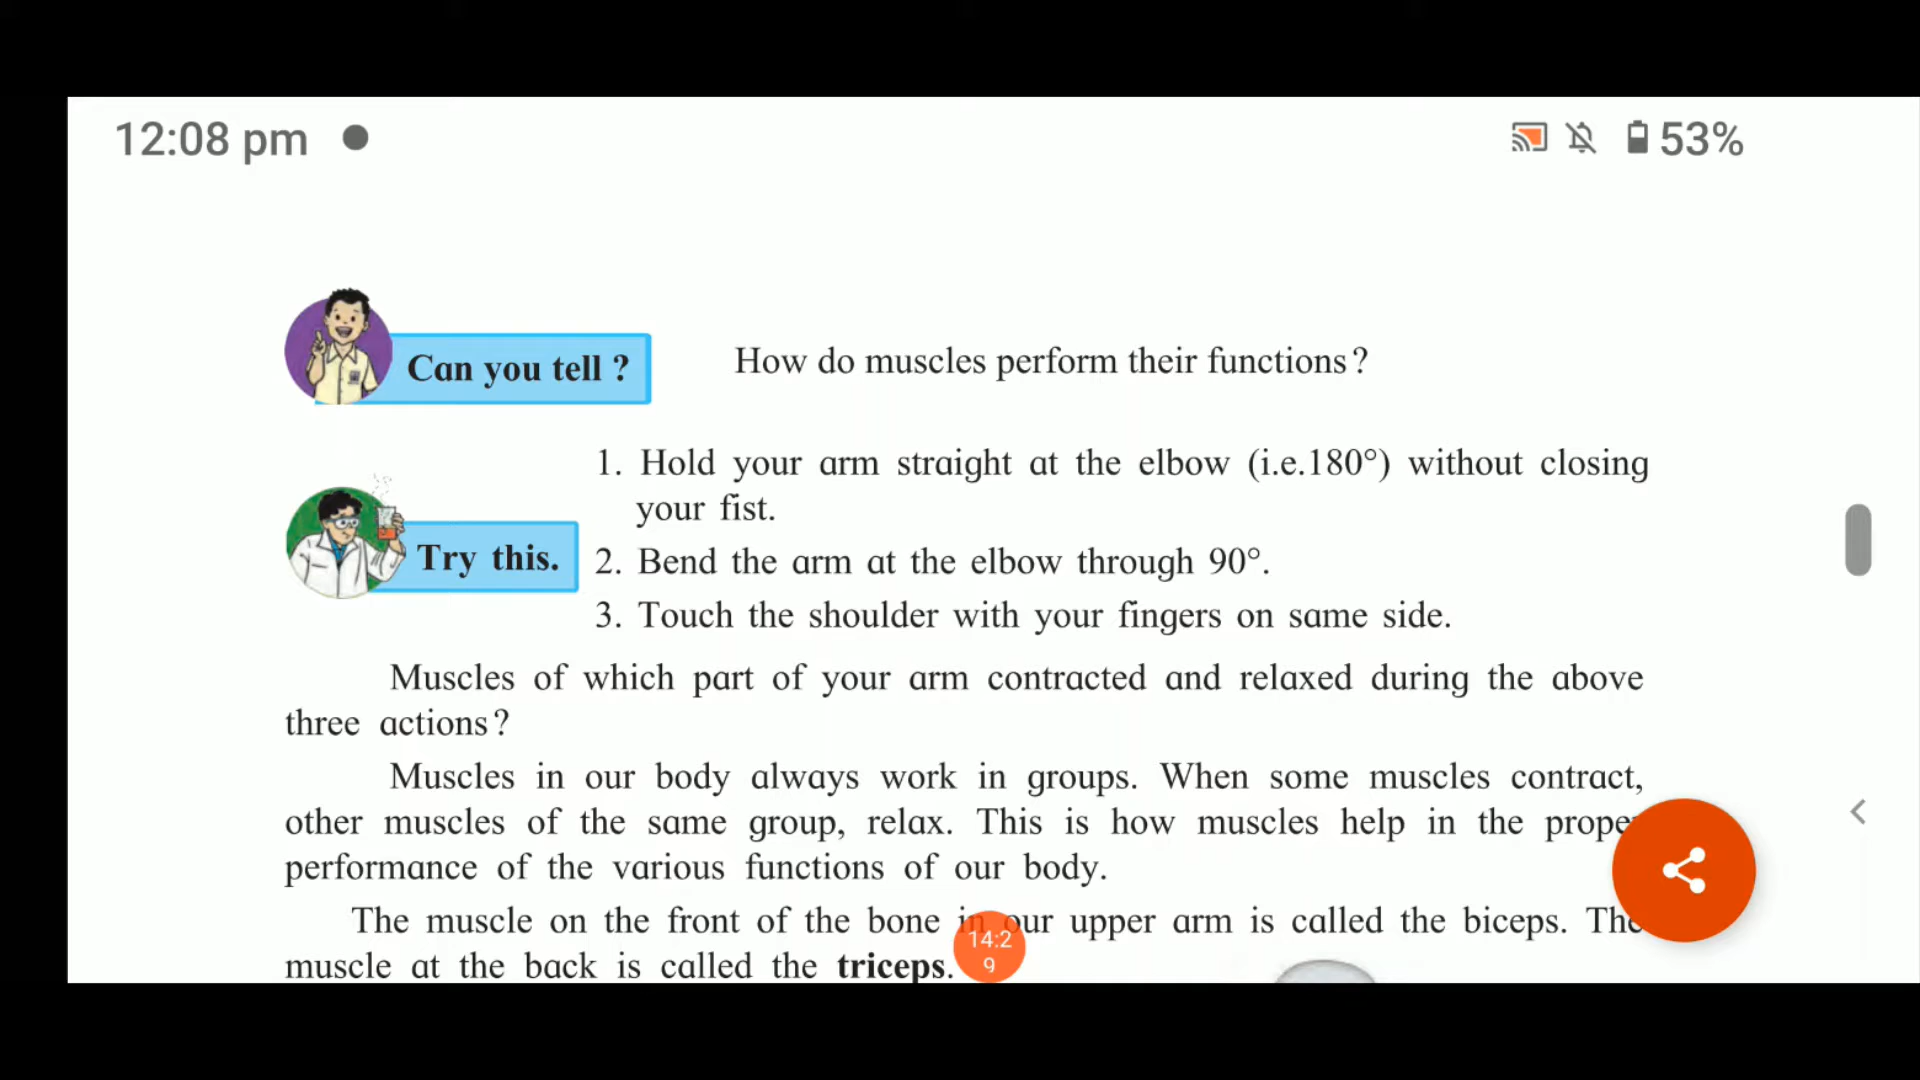 12:08 pm
53%
Can you tell ?
How do muscles perform their functions?
1. Hold your arm straight at the elbow (i.e.180°) without closing
your fist.
Try this.
2. Bend the arm at the elbow through 90°.
3. Touch the shoulder with your fingers on same side.
Muscles of which part of your arm contracted and relaxed during the above
three actions?
Muscles in our body always work in groups. When some muscles contract,
other muscles of the same group, relax. This is how muscles help in the proper
performance of the various functions of our body.
The muscle on the front of the bone in our upper arm is called the biceps. The
muscle at the back is called the triceps.
14:2
9